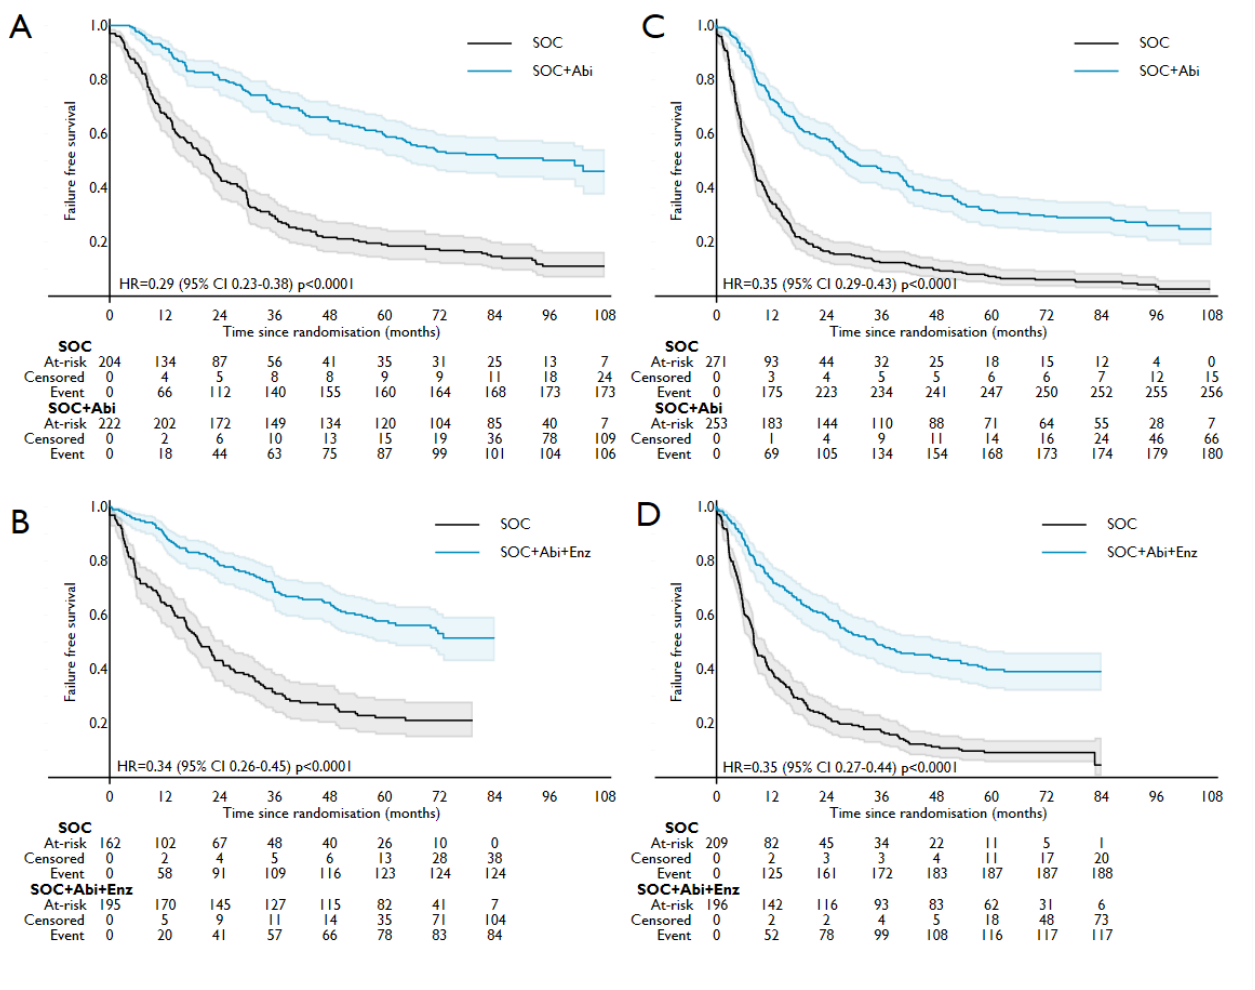 A
1.0
0.8
0.6
0.4
0.2
Failure free survival
SOC
SOC+Abi
HR=0.29 (95% CI 0.23-0.38) p<0.0001
0 12 24 36 48 60 72 84 96 108
Time since randomisation (months)
SOC
At-risk 204 134 87 56 41 35 31 25 13 7
Censored 0 4 5 8 8 9 9 11 18 24
Event 0 66 112 140 155 160 164 168 173 173
SOC+Abi
At-risk 222 202 172 149 134 120 104 85 40 7
Censored 0 2 6 10 13 15 19 36 78 109
Event 0 18 44 63 75 87 99 101 104 106
C
1.0
0.8
0.6
0.4
0.2
Failure free survival
SOC
SOC+Abi
HR=0.35 (95% CI 0.29-0.43) p<0.0001
0 12 24 36 48 60 72 84 96 108
Time since randomisation (months)
SOC
At-risk 271 93 44 32 25 18 15 12 4 0
Censored 0 3 4 5 5 6 6 7 12 15
Event 0 175 223 234 241 247 250 252 255 256
SOC+Abi
At-risk 253 183 144 110 88 71 64 55 28 7
Censored 0 1 4 9 11 14 16 24 46 66
Event 0 69 105 134 154 168 173 174 179 180
B
1.0
0.8
0.6
0.4
0.2
Failure free survival
SOC
SOC+Abi+Enz
HR=0.34 (95% CI 0.26-0.45) p<0.0001
0 12 24 36 48 60 72 84 96 108
Time since randomisation (months)
SOC
At-risk 162 102 67 48 40 26 10 0
Censored 0 2 4 5 6 13 28 38
Event 0 58 91 109 116 123 124 124
SOC+Abi+Enz
At-risk 195 170 145 127 115 82 41 7
Censored 0 5 9 11 14 35 71 104
Event 0 20 41 57 66 78 83 84
D
1.0
0.8
0.6
0.4
0.2
Failure free survival
SOC
SOC+Abi+Enz
HR=0.35 (95% CI 0.27-0.44) p<0.0001
0 12 24 36 48 60 72 84 96 108
Time since randomisation (months)
SOC
At-risk 209 82 45 34 22 11 5 1
Censored 0 2 3 3 4 11 17 20
Event 0 125 161 172 183 187 187 188
SOC+Abi+Enz
At-risk 196 142 116 93 83 62 31 6
Censored 0 2 2 4 5 18 48 73
Event 0 52 78 99 108 116 117 117